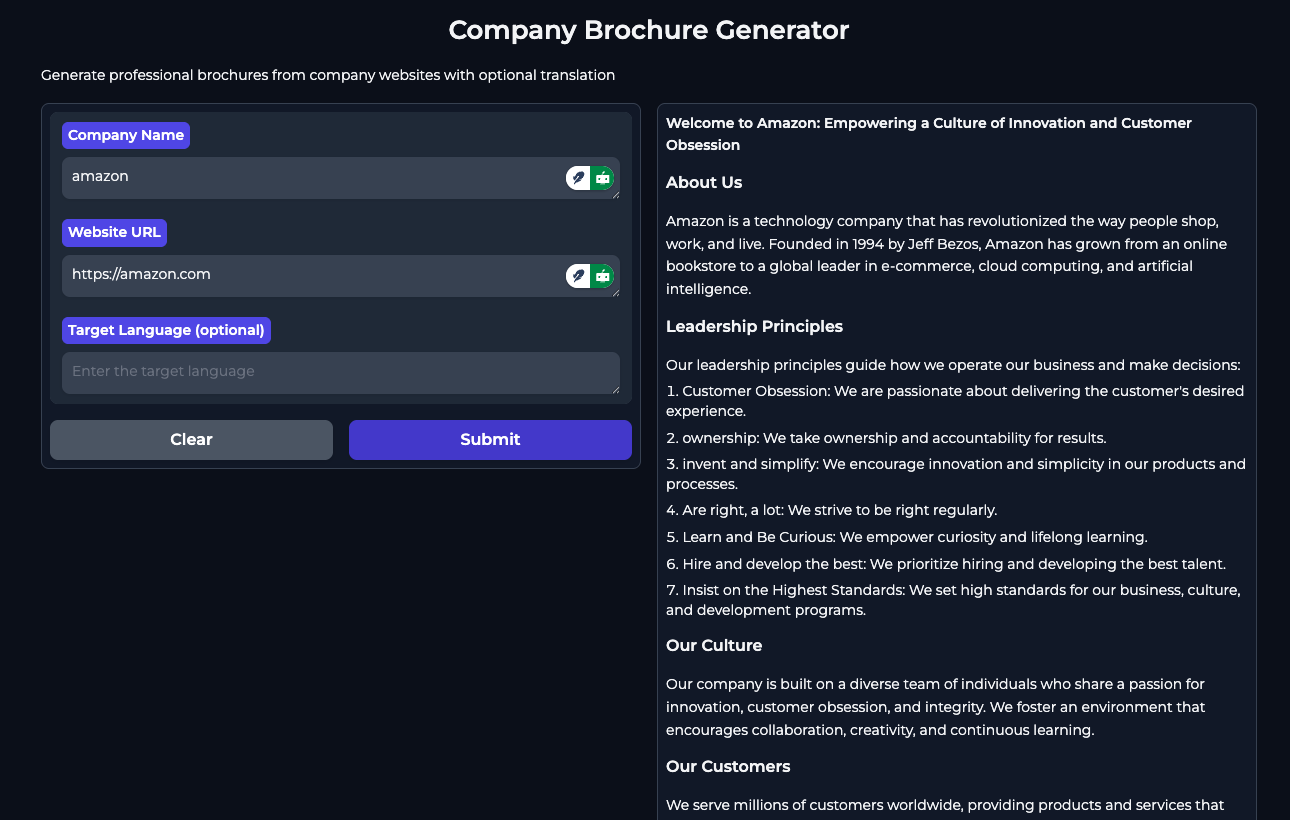 Company Brochure Generator
Generate professional brochures from company websites with optional translation
Company Name
amazon
Website URL
https://amazon.com
Target Language (optional)
Enter the target language
Clear
Submit
Welcome to Amazon: Empowering a Culture of Innovation and Customer
Obsession
About Us
Amazon is a technology company that has revolutionized the way people shop,
work, and live. Founded in 1994 by Jeff Bezos, Amazon has grown from an online
bookstore to a global leader in e-commerce, cloud computing, and artificial
intelligence.
Leadership Principles
Our leadership principles guide how we operate our business and make decisions:
1. Customer Obsession: We are passionate about delivering the customer's desired
experience.
2. ownership: We take ownership and accountability for results.
3. invent and simplify: We encourage innovation and simplicity in our products and
processes.
4. Are right, a lot: We strive to be right regularly.
5. Learn and Be Curious: We empower curiosity and lifelong learning.
6. Hire and develop the best: We prioritize hiring and developing the best talent.
7. Insist on the Highest Standards: We set high standards for our business, culture,
and development programs.
Our Culture
Our company is built on a diverse team of individuals who share a passion for
innovation, customer obsession, and integrity. We foster an environment that
encourages collaboration, creativity, and continuous learning.
Our Customers
We serve millions of customers worldwide, providing products and services that